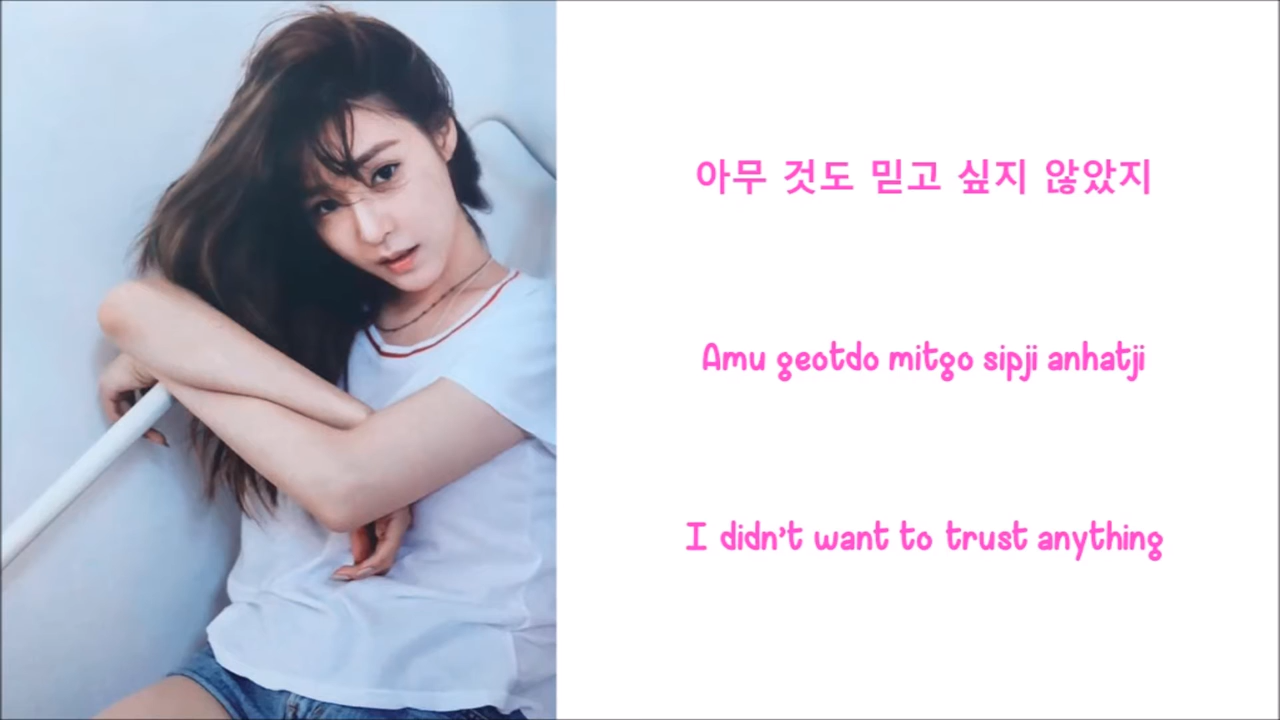 아무 것도 믿고 싶지 않았지
Amu geotdo mitgo sipji anhatji
I didn't want to trust anything